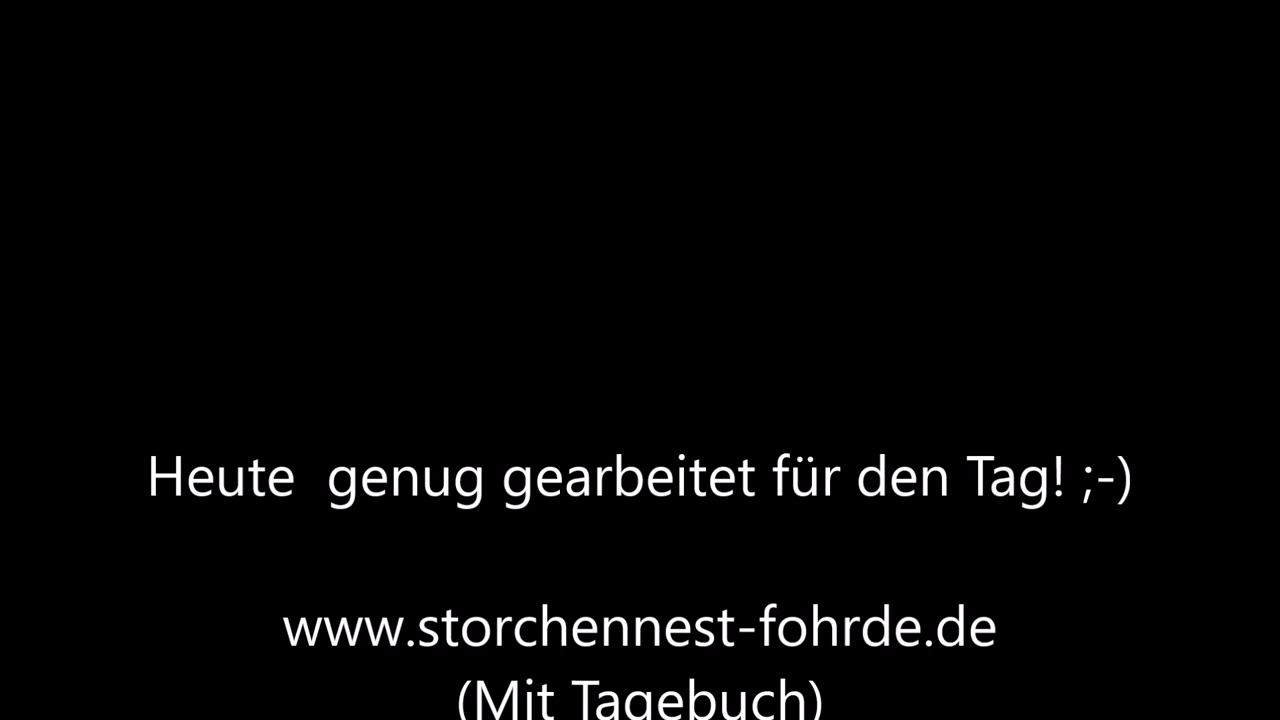 Heute  genug gearbeitet für den Tag! ;-)
www.storchennest-fohrde.de
(Mit Tagebuch)